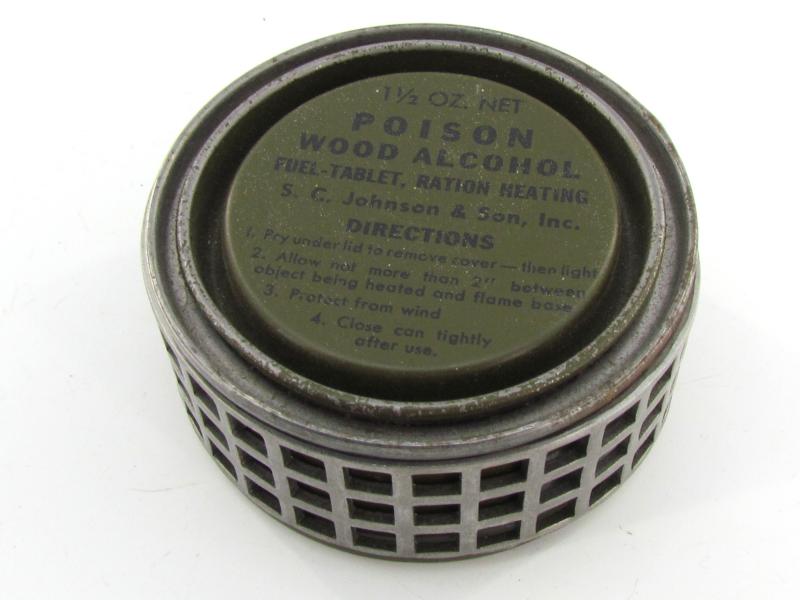 1½ OZ. NET
POISON
WOOD ALCOHOL
FUEL-TABLET, RATION HEATING
S. C. Johnson & Son, Inc.
DIRECTIONS
1. Pry under lid to remove cover — then light
2. Allow not more than 2" between
object being heated and flame base
3. Protect from wind
4. Close can tightly
after use.